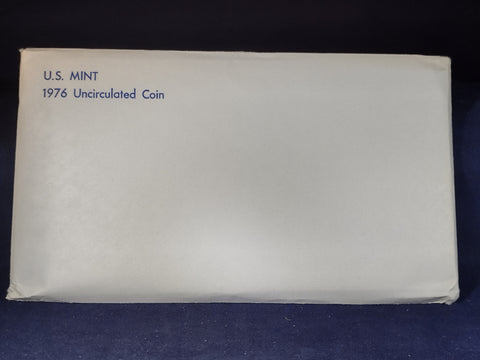 U.S. MINT
1976 Uncirculated Coin